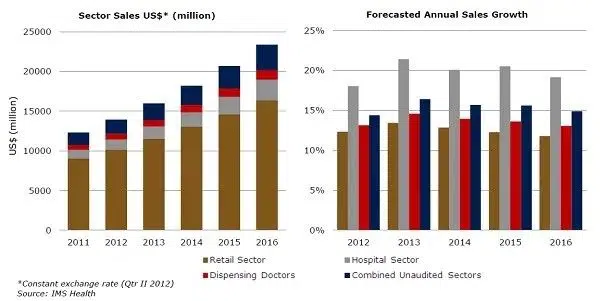 Sector Sales US$* (million)
US$ (million)
25000
20000
15000
10000
5000
0
2011 2012 2013 2014 2015 2016
Forecasted Annual Sales Growth
25%
20%
15%
10%
5%
0%
2012 2013 2014 2015 2016
Retail Sector
Hospital Sector
Dispensing Doctors
Combined Unaudited Sectors
*Constant exchange rate (Qtr II 2012)
Source: IMS Health